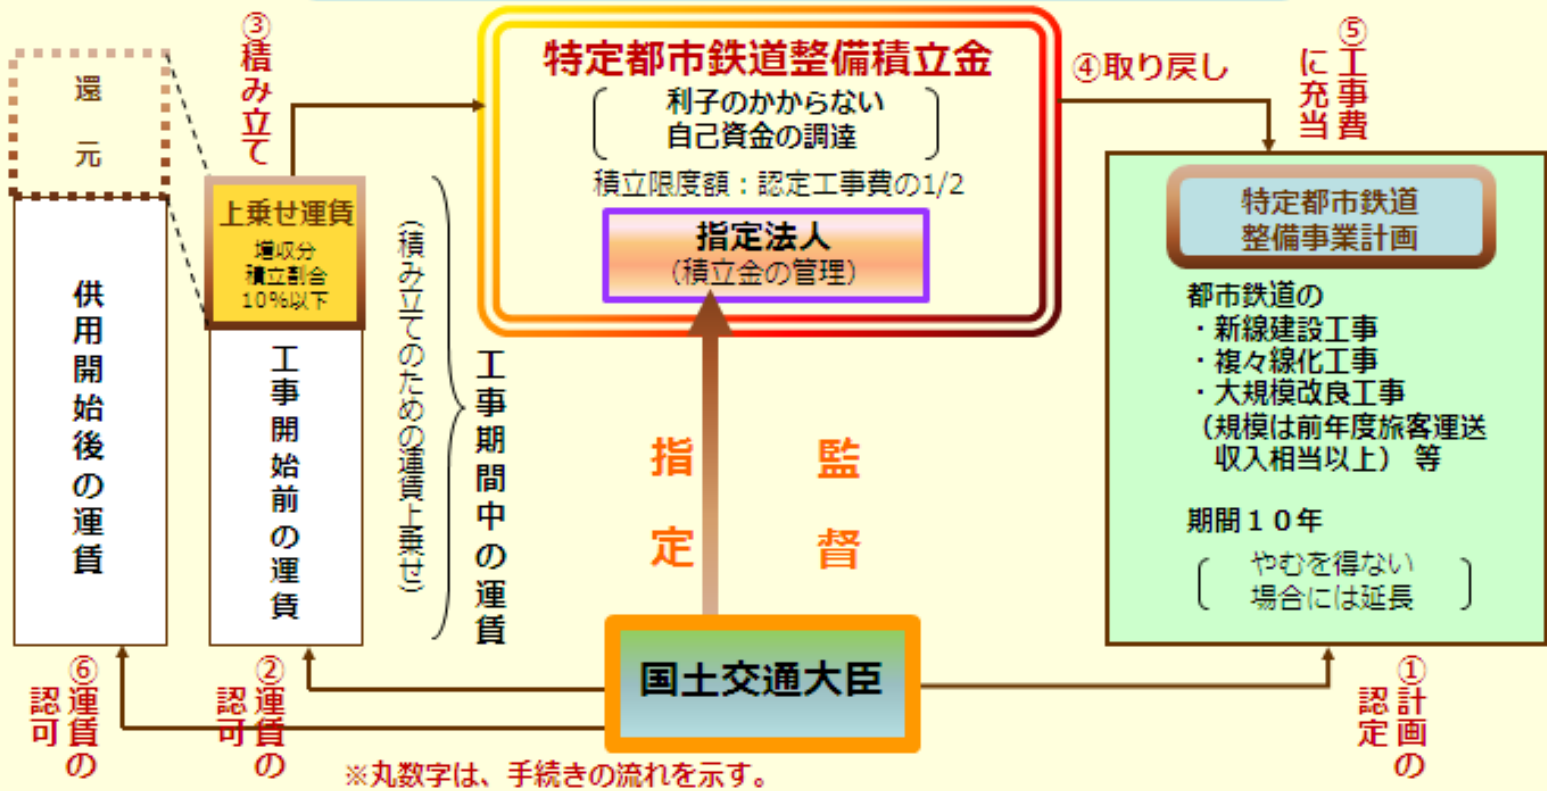 ③積み立て
特定都市鉄道整備積立金
利子のかからない
自己資金の調達
積立限度額：認定工事費の1/2
指定法人
（積立金の管理）
④取り戻し
⑤工事費
に充当
還元
上乗せ運賃
増収分
積立割合
10%以下
供用開始後の運賃
工事開始前の運賃
（積み立てのための運賃上乗せ）
工事期間中の運賃
指定
監督
特定都市鉄道
整備事業計画
都市鉄道の
・新線建設工事
・複々線化工事
・大規模改良工事
（規模は前年度旅客運送
収入相当以上） 等
期間１０年
やむを得ない
場合には延長
国土交通大臣
⑥運賃の
認可
②運賃の
認可
①計画の
認定
※丸数字は、手続きの流れを示す。